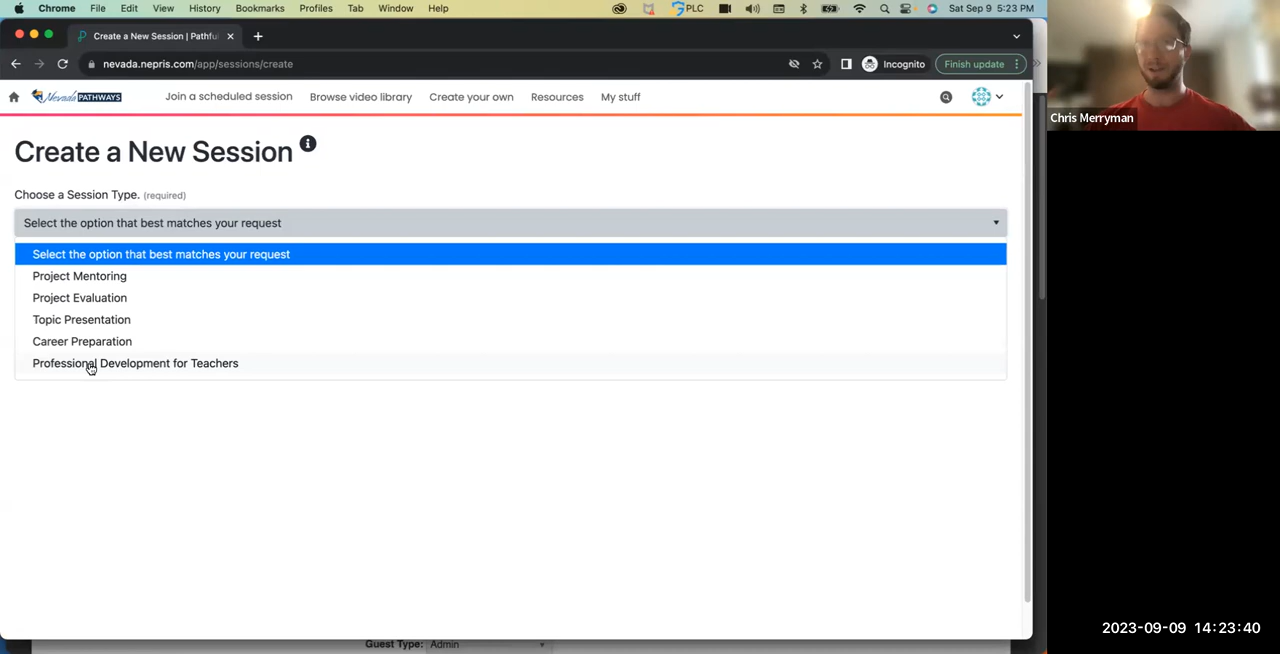 Chrome File Edit View History Bookmarks Profiles Tab Window Help PLC Sat Sep 9 5:23 PM
Create a New Session | Pathfu
nevada.nepris.com/app/sessions/create Incognito Finish update
Nevada PATHWAYS Join a scheduled session Browse video library Create your own Resources My stuff
Chris Merryman
Create a New Session
Choose a Session Type. (required)
Select the option that best matches your request
Select the option that best matches your request
Project Mentoring
Project Evaluation
Topic Presentation
Career Preparation
Professional Development for Teachers
2023-09-09 14:23:40
Guest Type: Admin